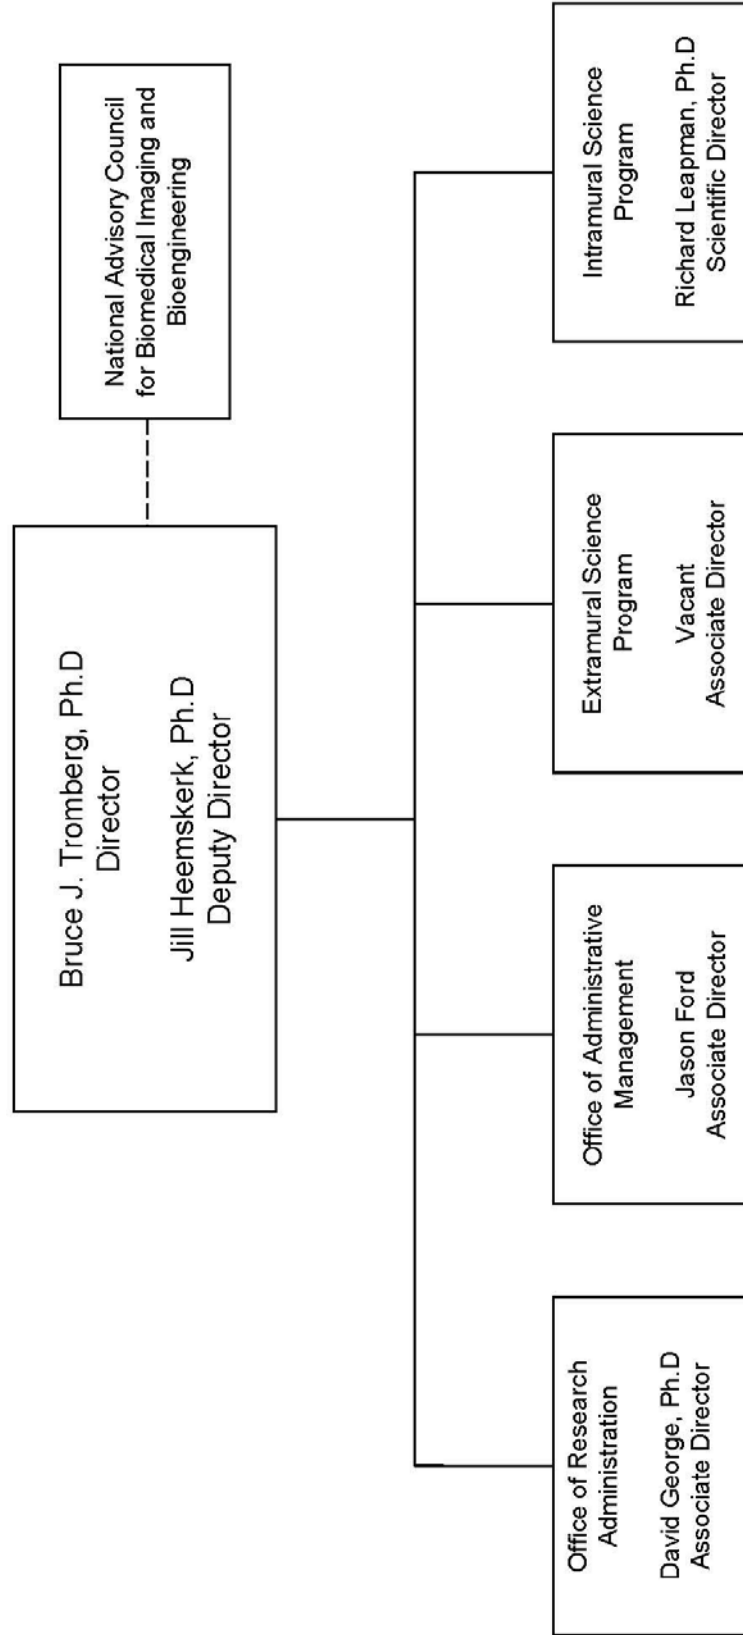 Bruce J. Tromberg, Ph.D
Director
Jill Heemskerk, Ph.D
Deputy Director
National Advisory Council
for Biomedical Imaging and
Bioengineering
Office of Research
Administration
David George, Ph.D
Associate Director
Office of Administrative
Management
Jason Ford
Associate Director
Extramural Science
Program
Vacant
Associate Director
Intramural Science
Program
Richard Leapman, Ph.D
Scientific Director